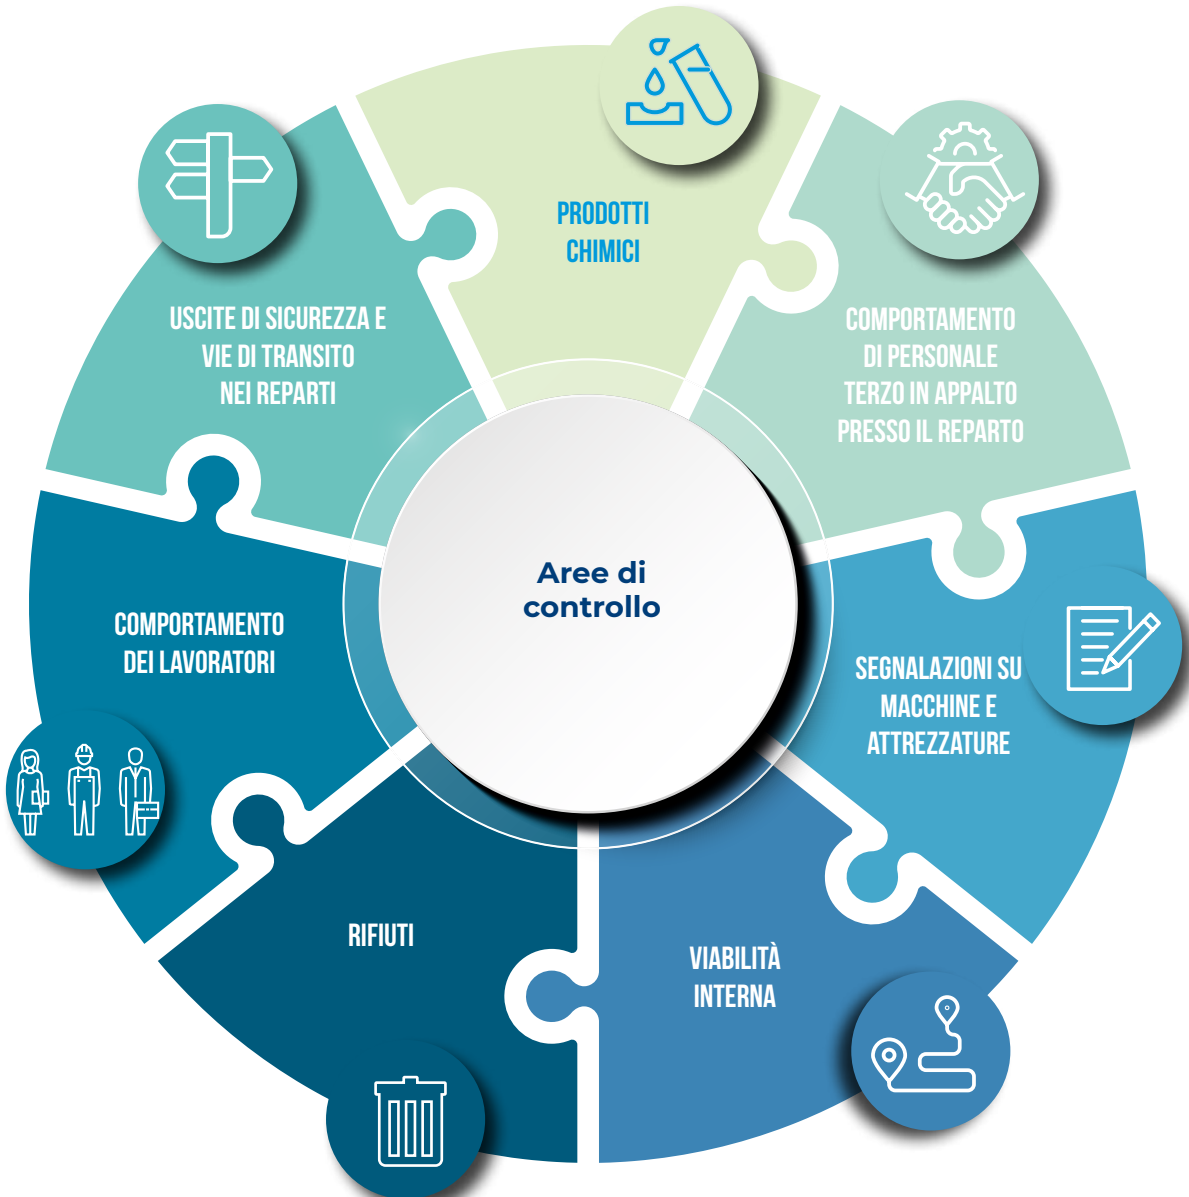 PRODOTTI
CHIMICI
COMPORTAMENTO
DI PERSONALE
TERZO IN APPALTO
PRESSO IL REPARTO
SEGNALAZIONI SU
MACCHINE E
ATTREZZATURE
VIABILITÀ
INTERNA
RIFIUTI
COMPORTAMENTO
DEI LAVORATORI
USCITE DI SICUREZZA E
VIE DI TRANSITO
NEI REPARTI
Aree di
controllo